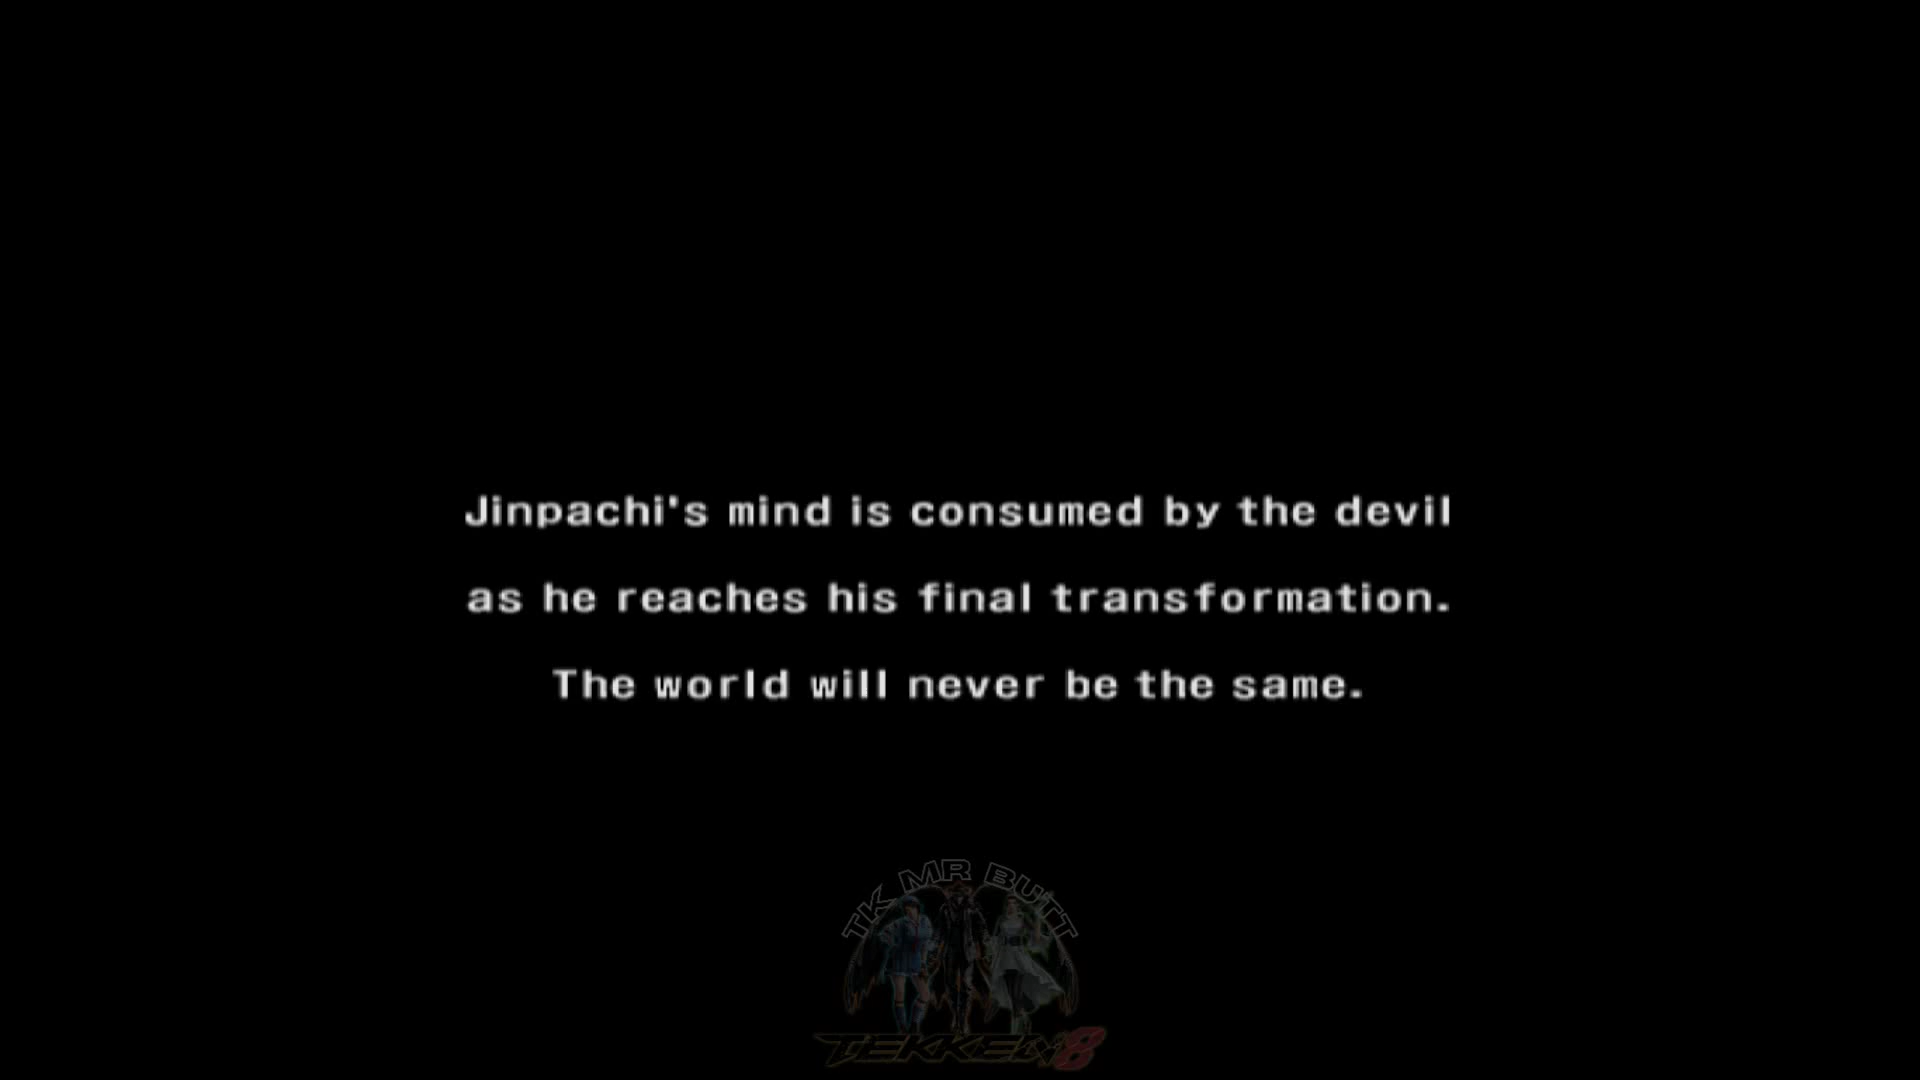 Jinpachi's mind is consumed by the devil
as he reaches his final transformation.
The world will never be the same.
TK MR BUTT
TEKKEN 8